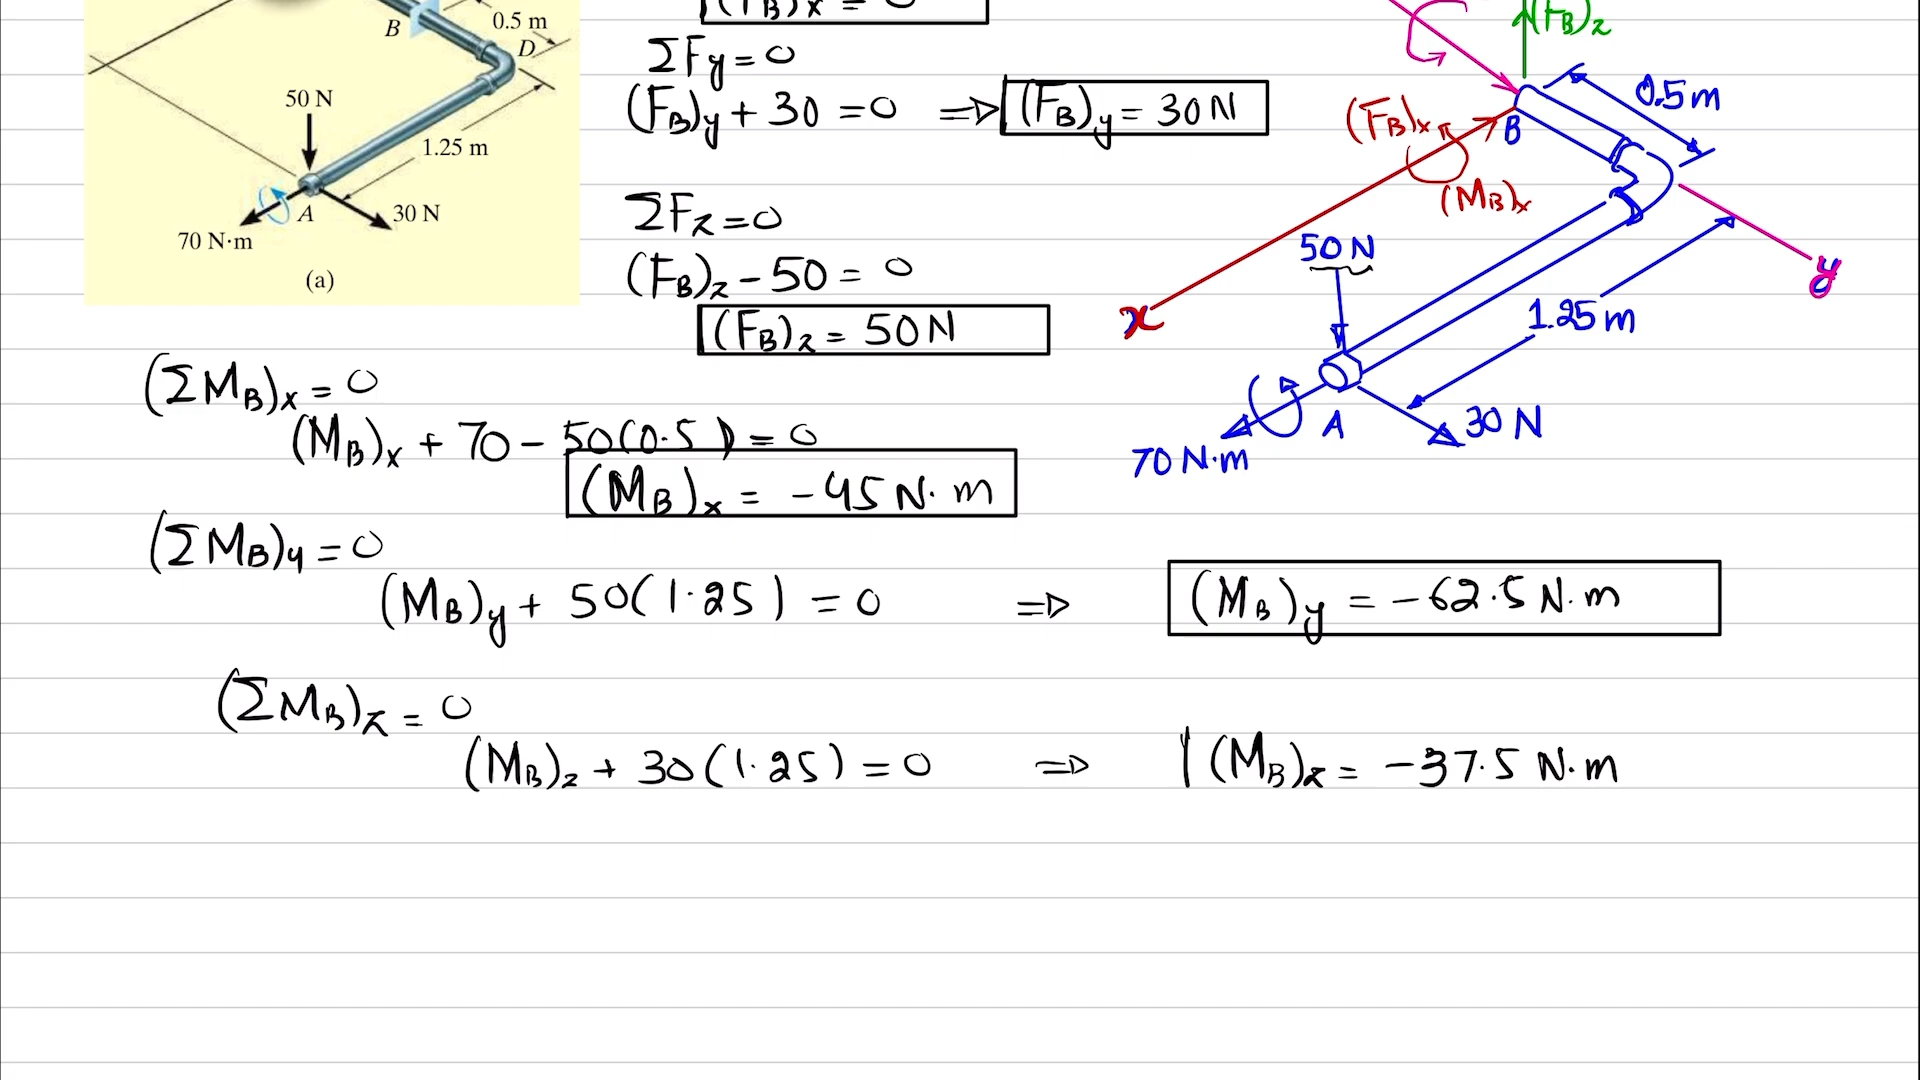 B
0.5 m
D
50 N
1.25 m
A
30 N
70 N·m
(a)
(FB)x = 0
ΣFy = 0
(FB)y + 30 = 0 ⇒ (FB)y = 30 N
ΣFz = 0
(FB)z - 50 = 0
(FB)z = 50 N
(ΣMB)x = 0
(MB)x + 70 - 50(0.5) = 0
(MB)x = -45 N·m
(ΣMB)y = 0
(MB)y + 50(1.25) = 0 ⇒ (MB)y = -62.5 N·m
(ΣMB)z = 0
(MB)z + 30(1.25) = 0 ⇒ (MB)z = -37.5 N·m
(FB)z
0.5 m
(FB)x
B
(MB)x
50 N
y
x
1.25 m
A
30 N
70 N·m